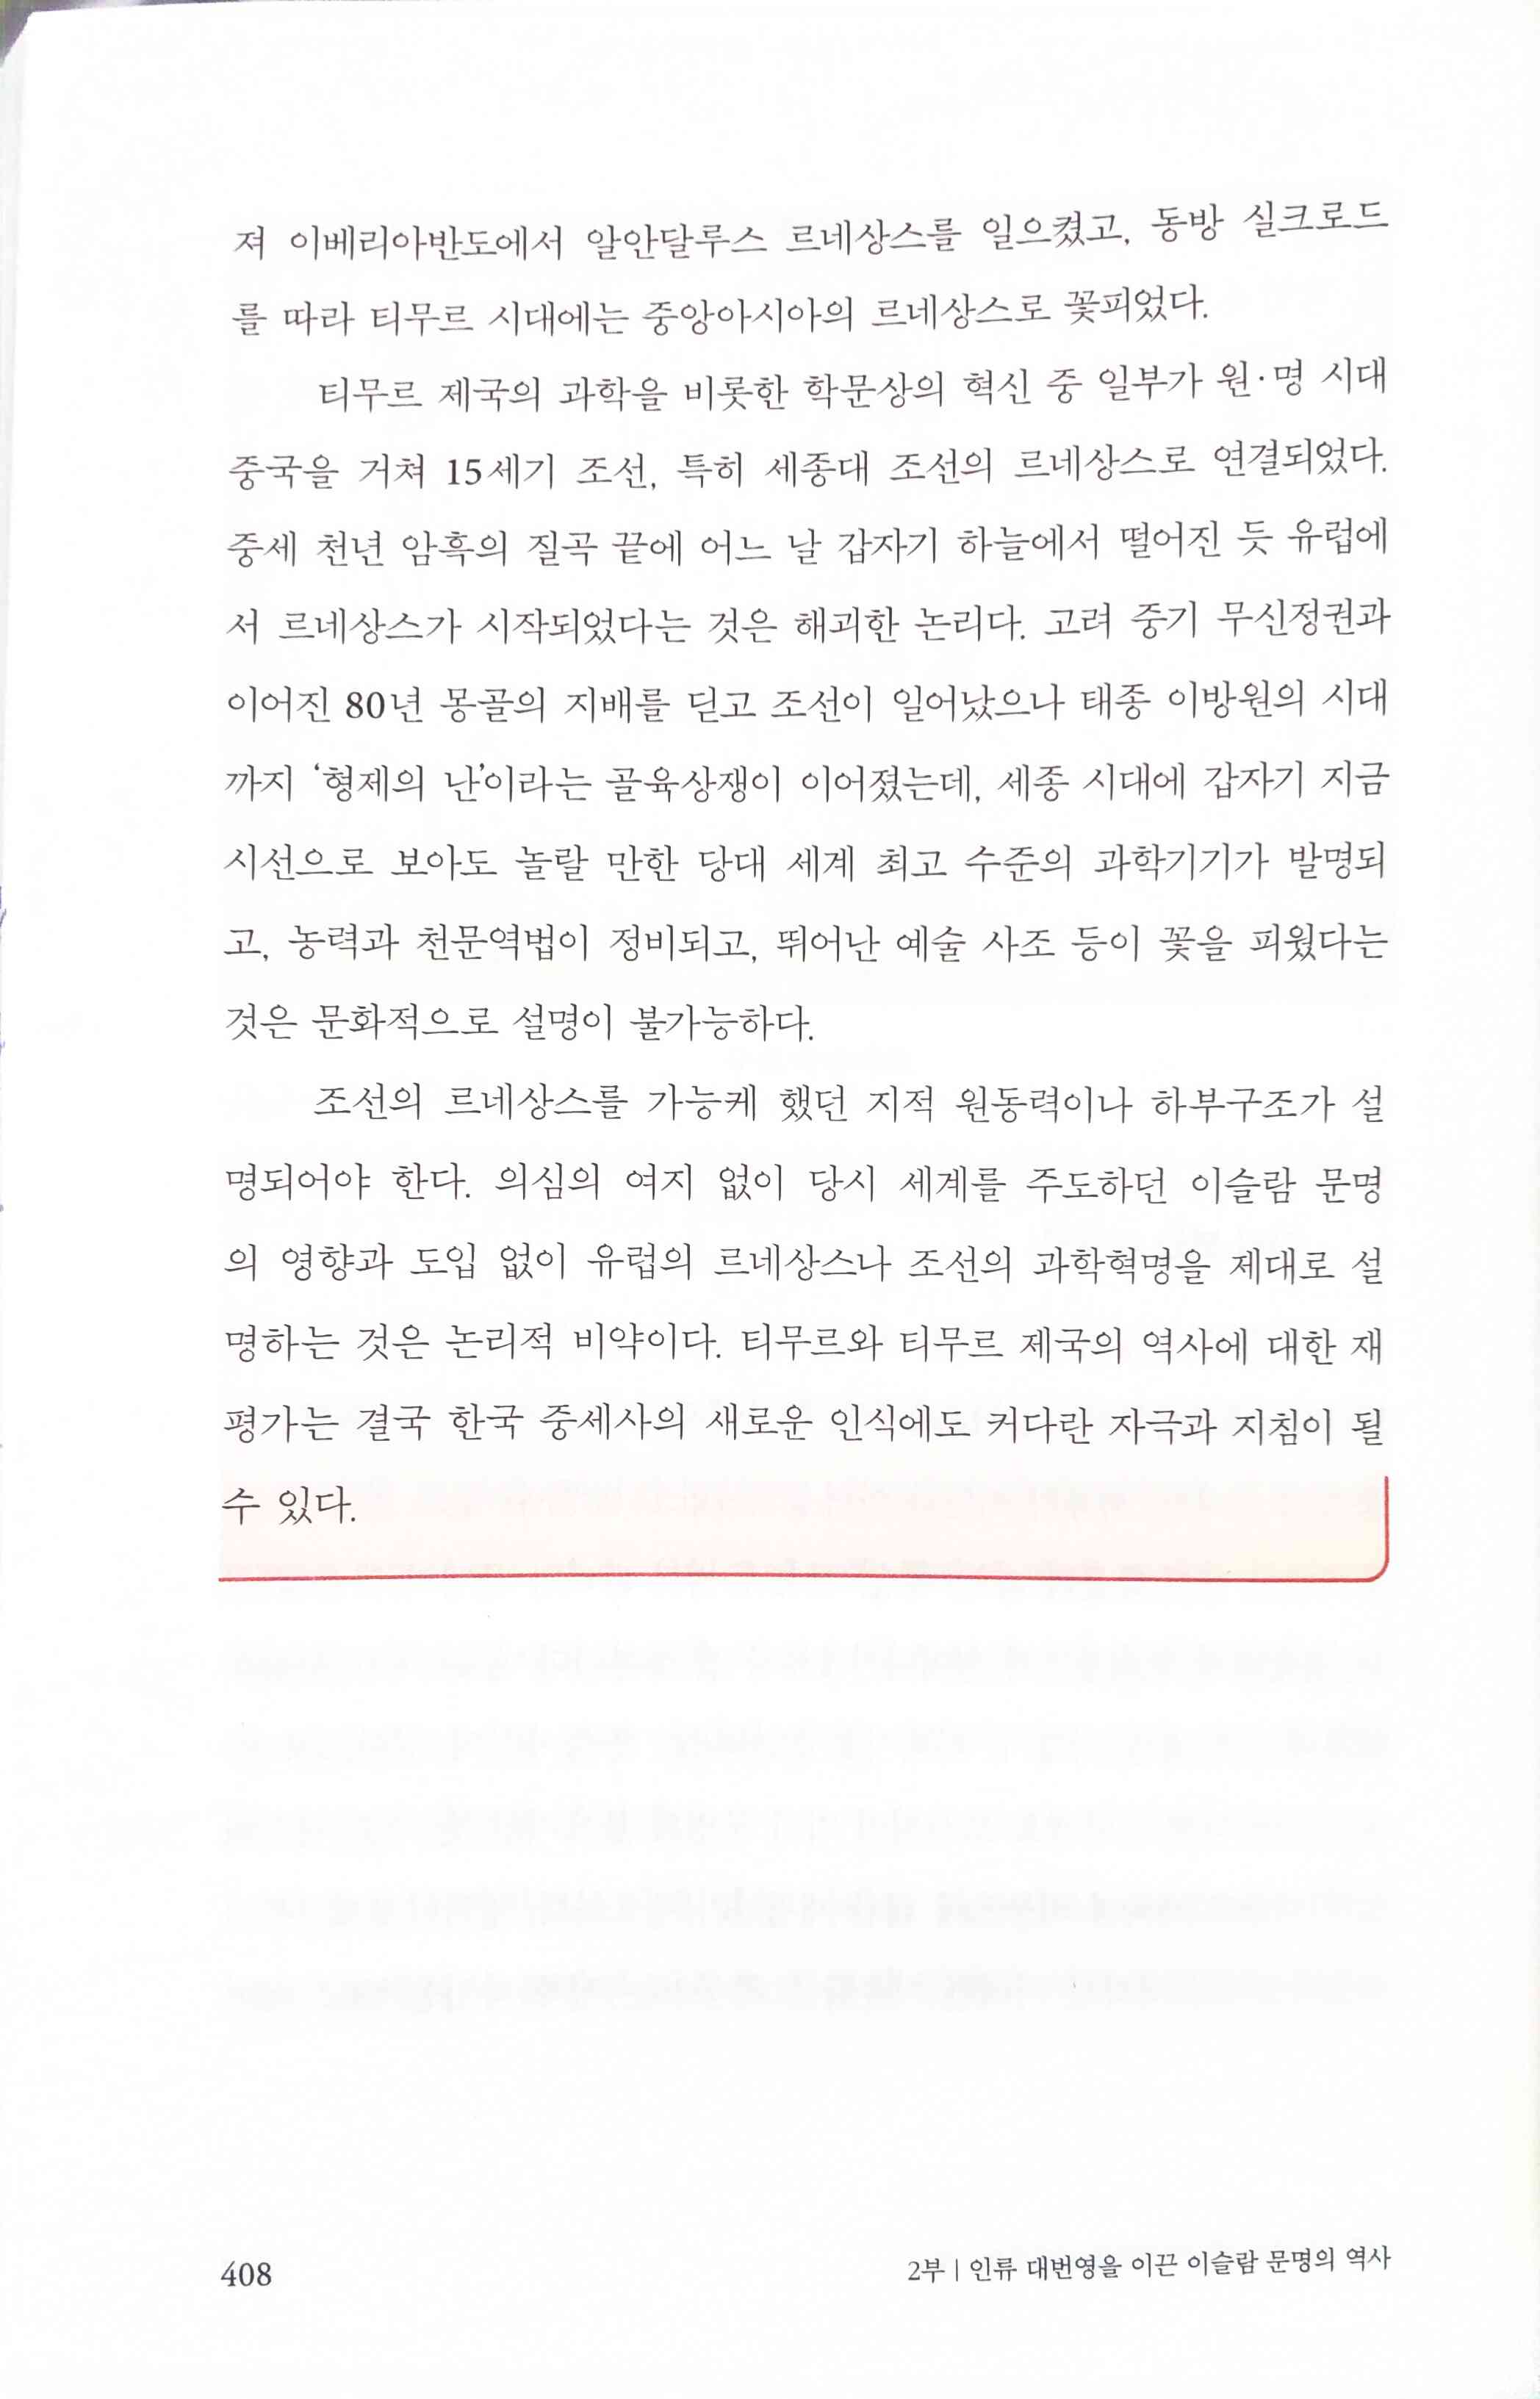 져 이베리아반도에서 알안달루스 르네상스를 일으켰고, 동방 실크로드
를 따라 티무르 시대에는 중앙아시아의 르네상스로 꽃피었다.
티무르 제국의 과학을 비롯한 학문상의 혁신 중 일부가 원·명 시대
중국을 거쳐 15세기 조선, 특히 세종대 조선의 르네상스로 연결되었다.
중세 천년 암흑의 질곡 끝에 어느 날 갑자기 하늘에서 떨어진 듯 유럽에
서 르네상스가 시작되었다는 것은 해괴한 논리다. 고려 중기 무신정권과
이어진 80년 몽골의 지배를 딛고 조선이 일어났으나 태종 이방원의 시대
까지 ‘형제의 난’이라는 골육상쟁이 이어졌는데, 세종 시대에 갑자기 지금
시선으로 보아도 놀랄 만한 당대 세계 최고 수준의 과학기기가 발명되
고, 농력과 천문역법이 정비되고, 뛰어난 예술 사조 등이 꽃을 피웠다는
것은 문화적으로 설명이 불가능하다.
조선의 르네상스를 가능케 했던 지적 원동력이나 하부구조가 설
명되어야 한다. 의심의 여지 없이 당시 세계를 주도하던 이슬람 문명
의 영향과 도입 없이 유럽의 르네상스나 조선의 과학혁명을 제대로 설
명하는 것은 논리적 비약이다. 티무르와 티무르 제국의 역사에 대한 재
평가는 결국 한국 중세사의 새로운 인식에도 커다란 자극과 지침이 될
수 있다.
408
2부 | 인류 대번영을 이끈 이슬람 문명의 역사